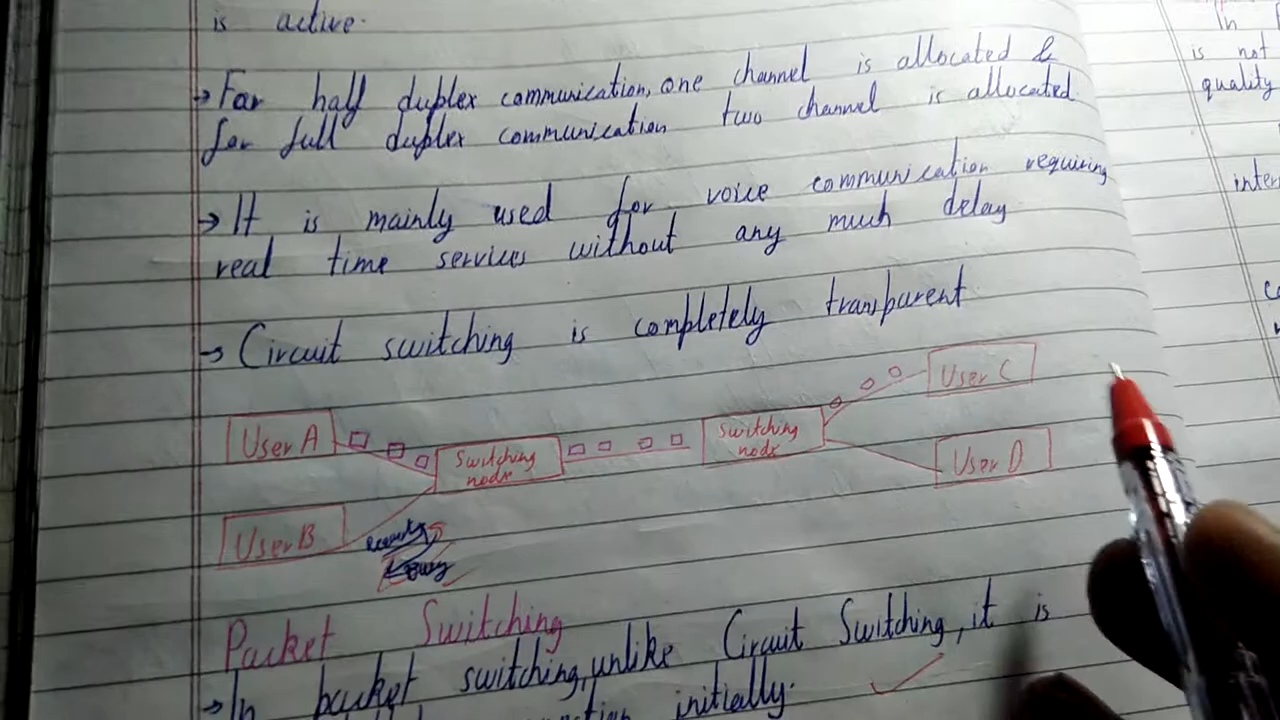 is active.
→ For half duplex communication, one channel is allocated &
for full duplex communication two channel is allocated
→ It is mainly used for voice communication requiring
real time services without any much delay
→ Circuit switching is completely transparent
User A
Switching
node
Switching
node
User C
User B
User D
Packet Switching
→ In packet switching, unlike Circuit Switching, it is
initially.
In
is not
quality